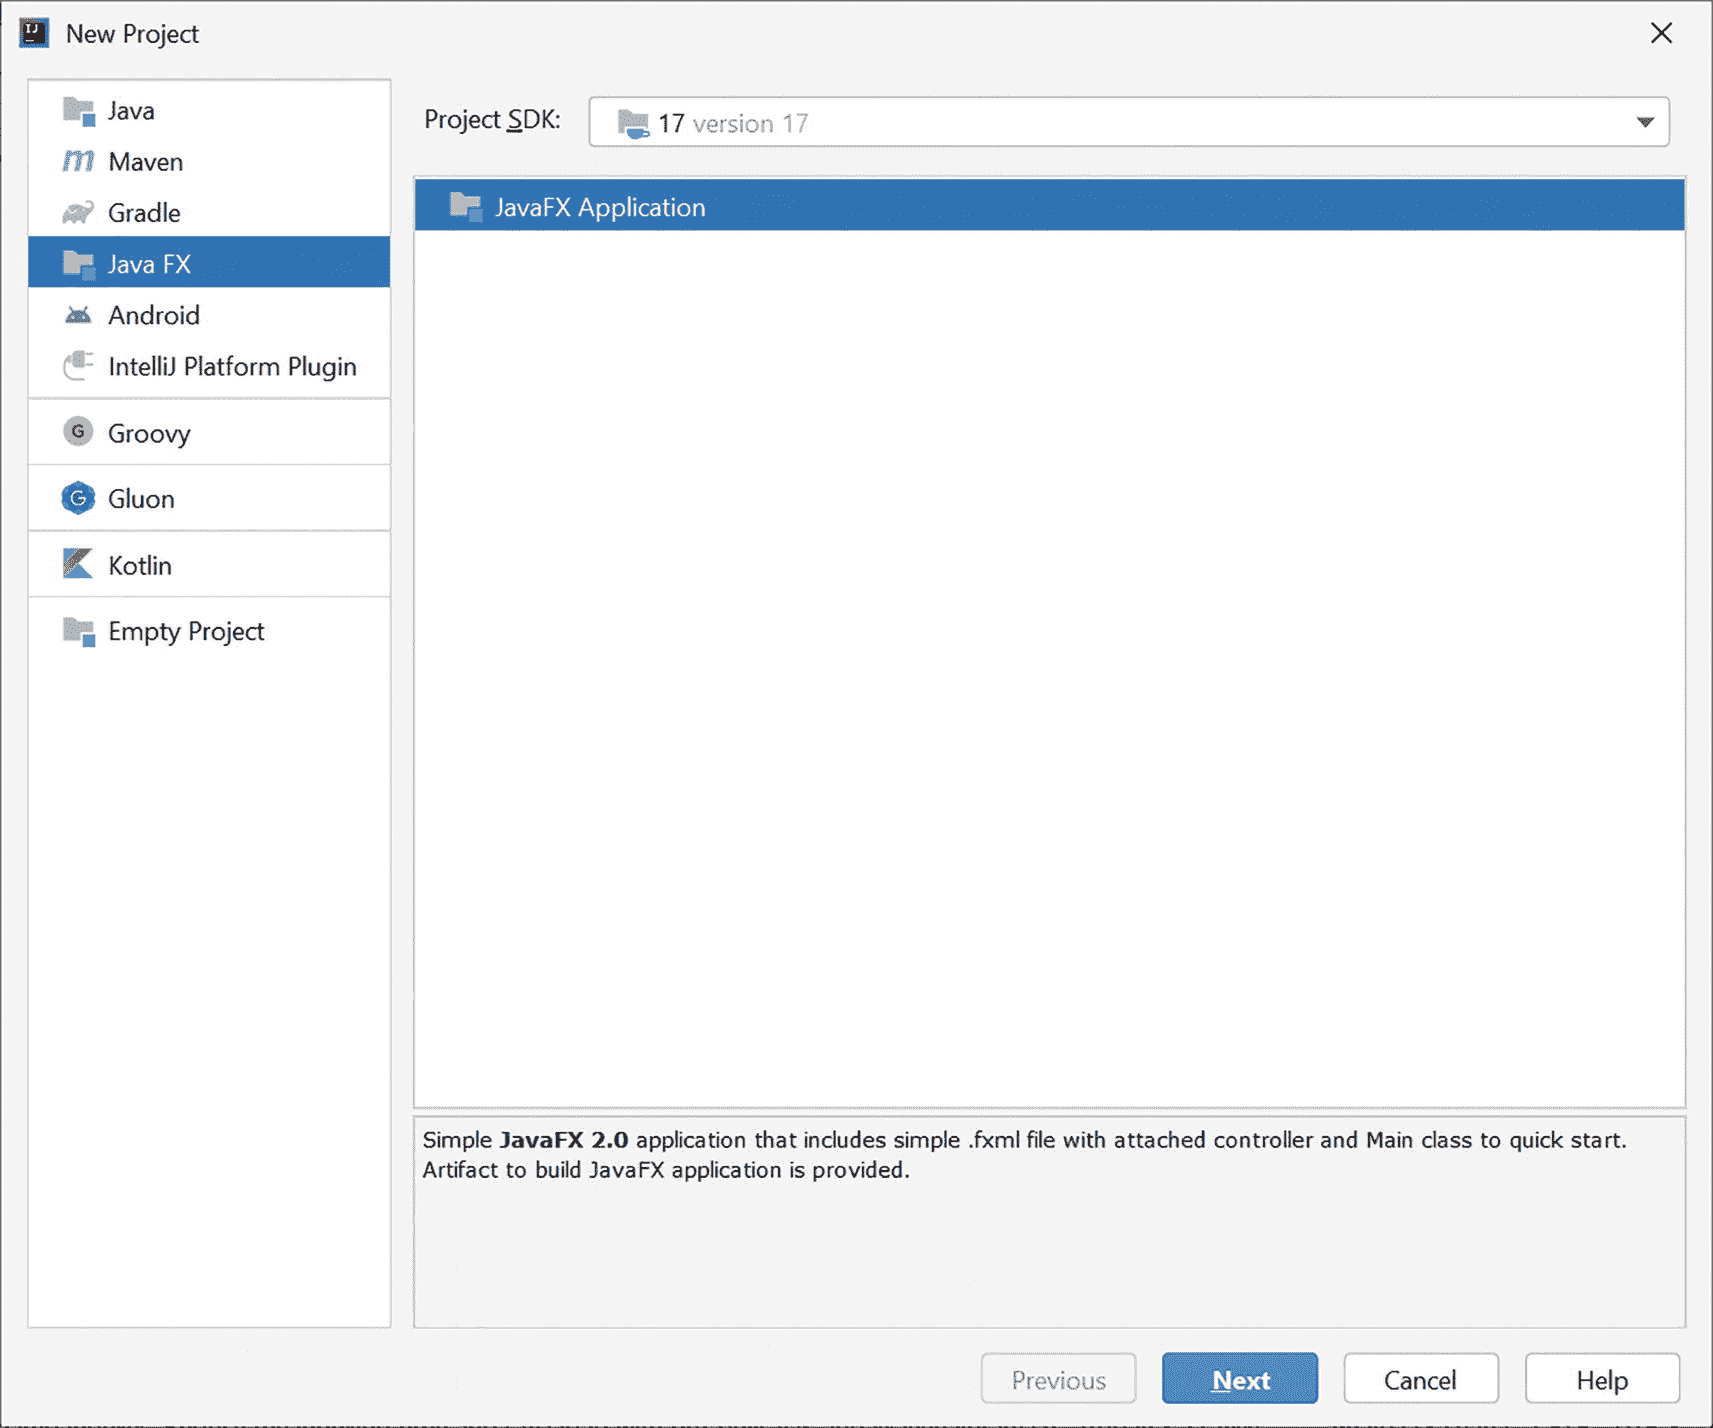 New Project
Java
Maven
Gradle
Java FX
Android
IntelliJ Platform Plugin
Groovy
Gluon
Kotlin
Empty Project
Project SDK: 17 version 17
JavaFX Application
Simple JavaFX 2.0 application that includes simple .fxml file with attached controller and Main class to quick start.
Artifact to build JavaFX application is provided.
Previous Next Cancel Help